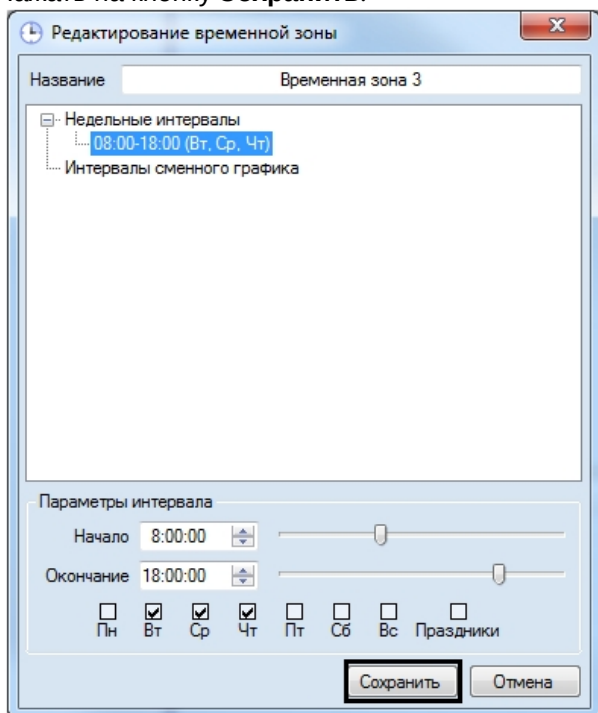 нажать на кнопку Сохранить.
Редактирование временной зоны
Название Временная зона 3
Недельные интервалы
08:00-18:00 (Вт, Ср, Чт)
Интервалы сменного графика
Параметры интервала
Начало 8:00:00
Окончание 18:00:00
Пн Вт Ср Чт Пт Сб Вс Праздники
Сохранить Отмена